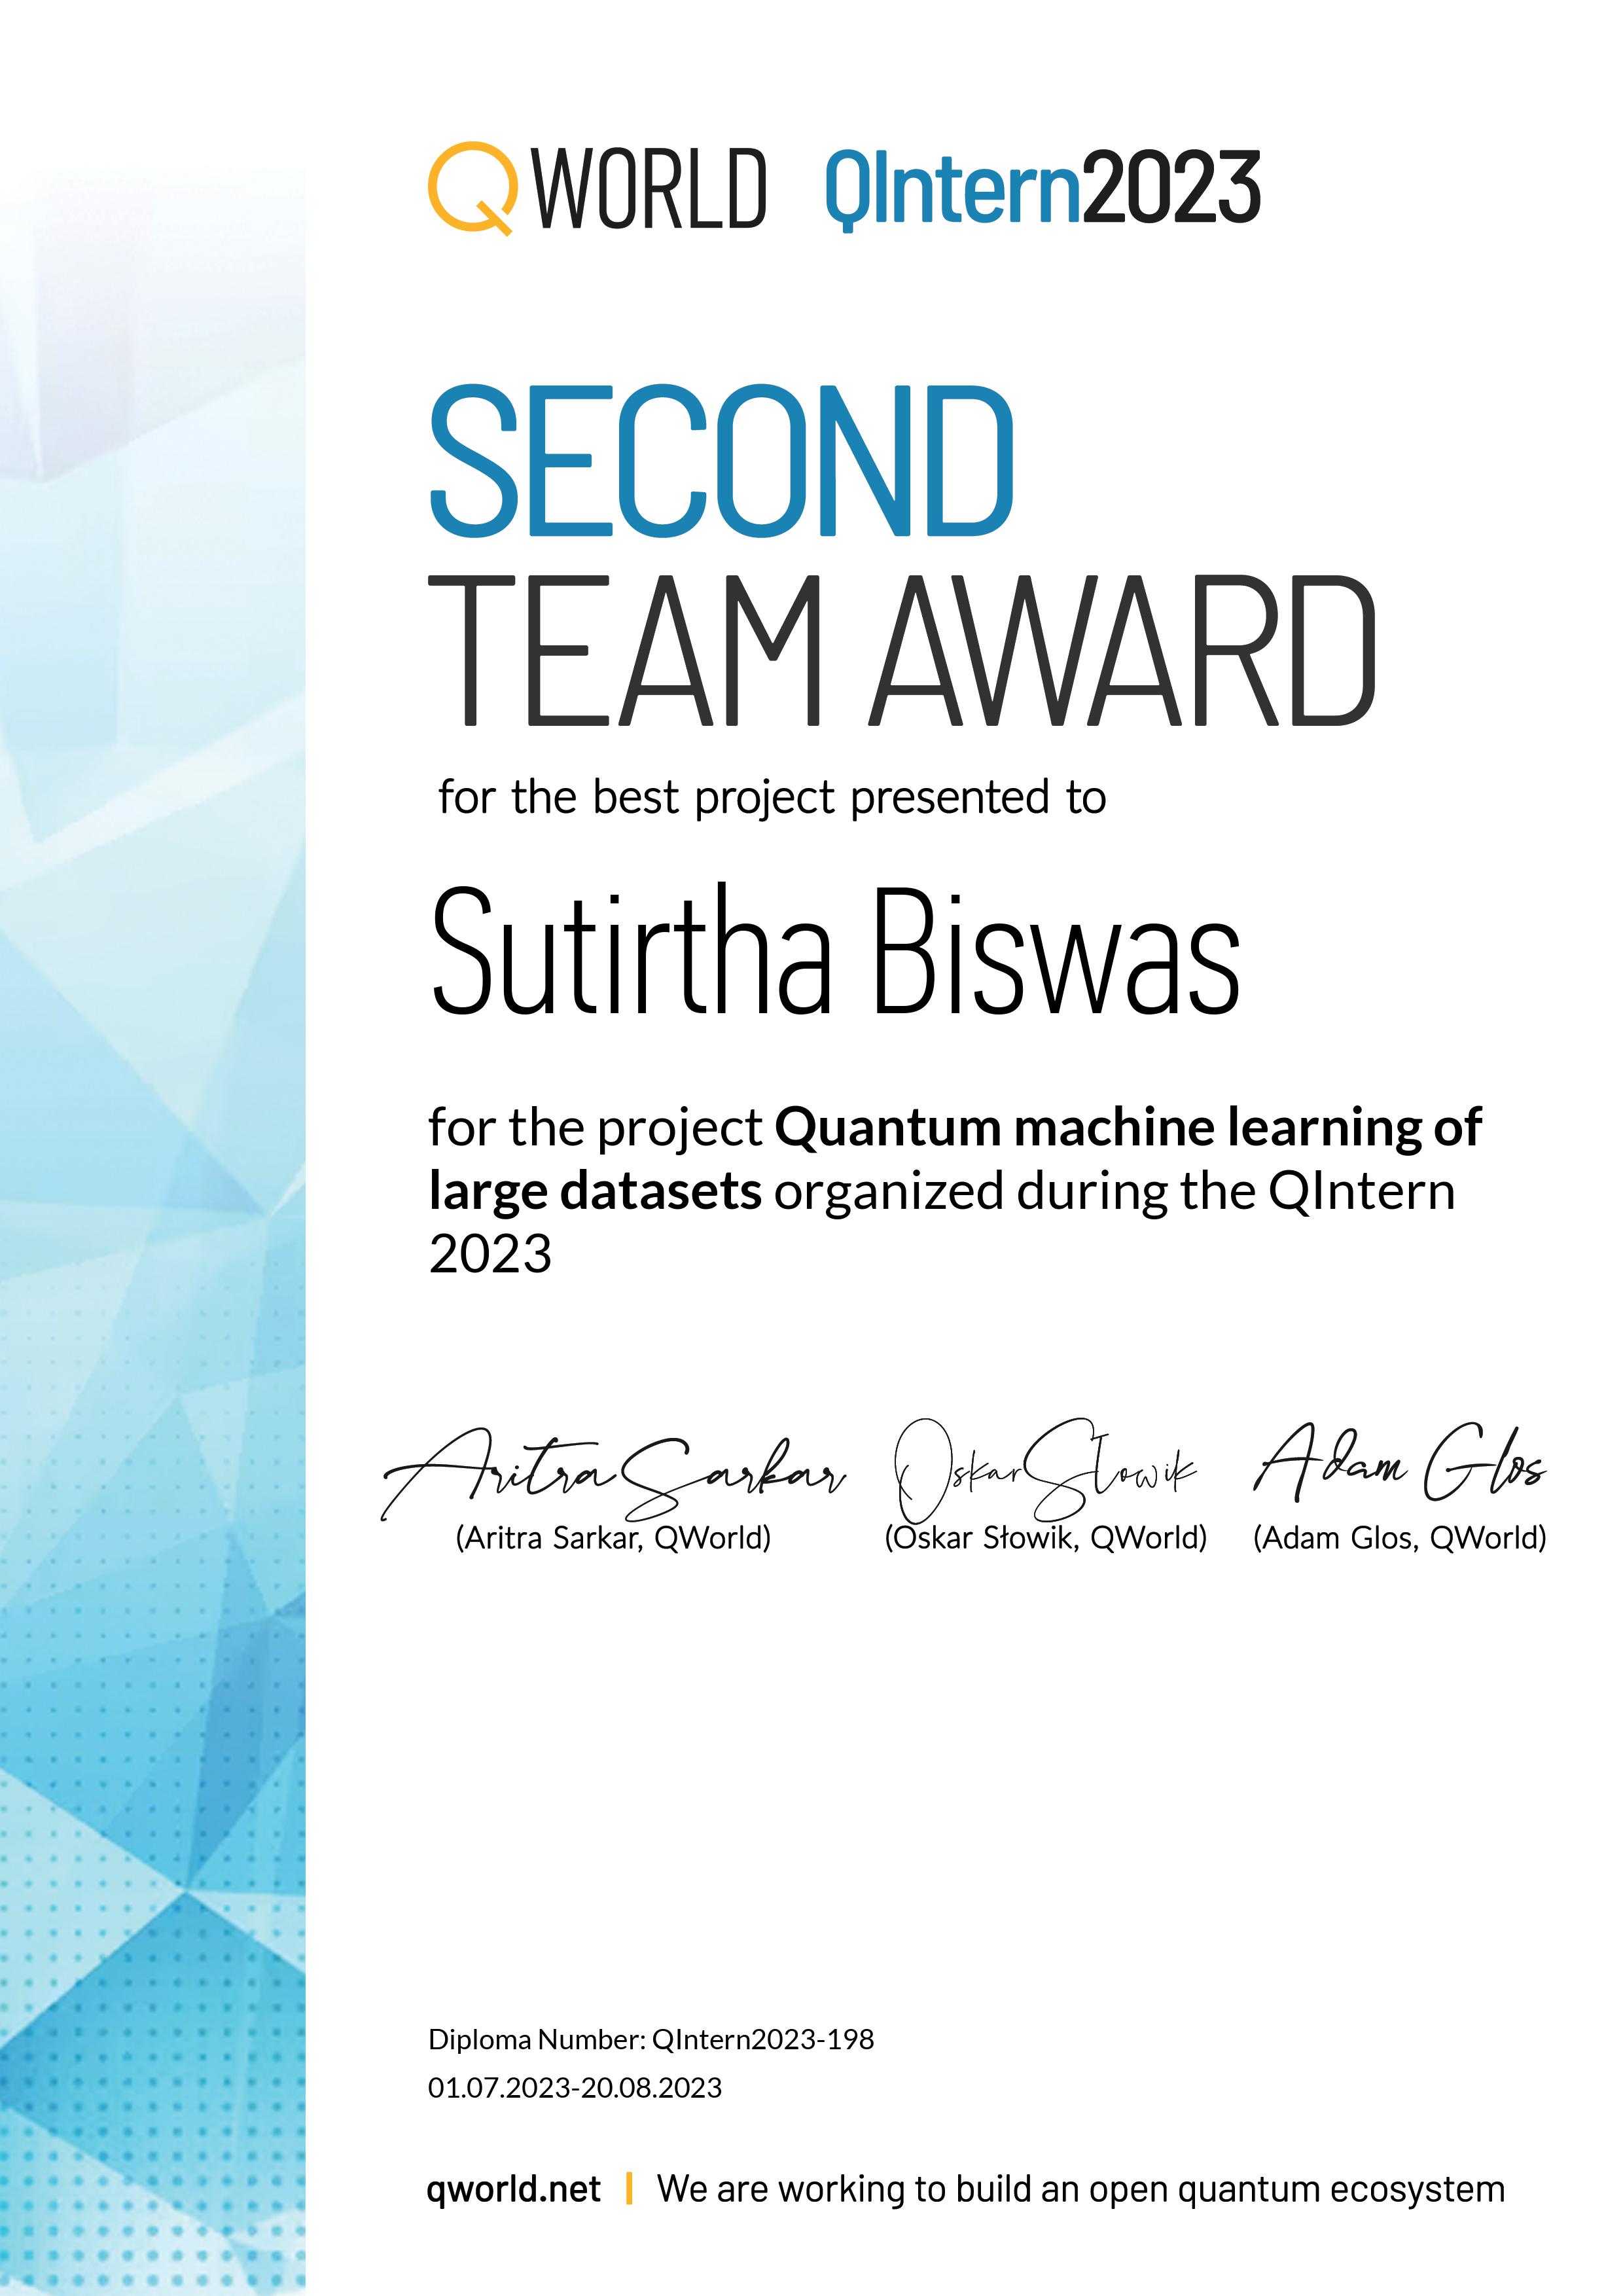 QWORLD QIntern2023
SECOND
TEAM AWARD
for the best project presented to
Sutirtha Biswas
for the project Quantum machine learning of
large datasets organized during the QIntern
2023
Aritra Sarkar Oskar Słowik Adam Glos
(Aritra Sarkar, QWorld) (Oskar Słowik, QWorld) (Adam Glos, QWorld)
Diploma Number: QIntern2023-198
01.07.2023-20.08.2023
qworld.net | We are working to build an open quantum ecosystem